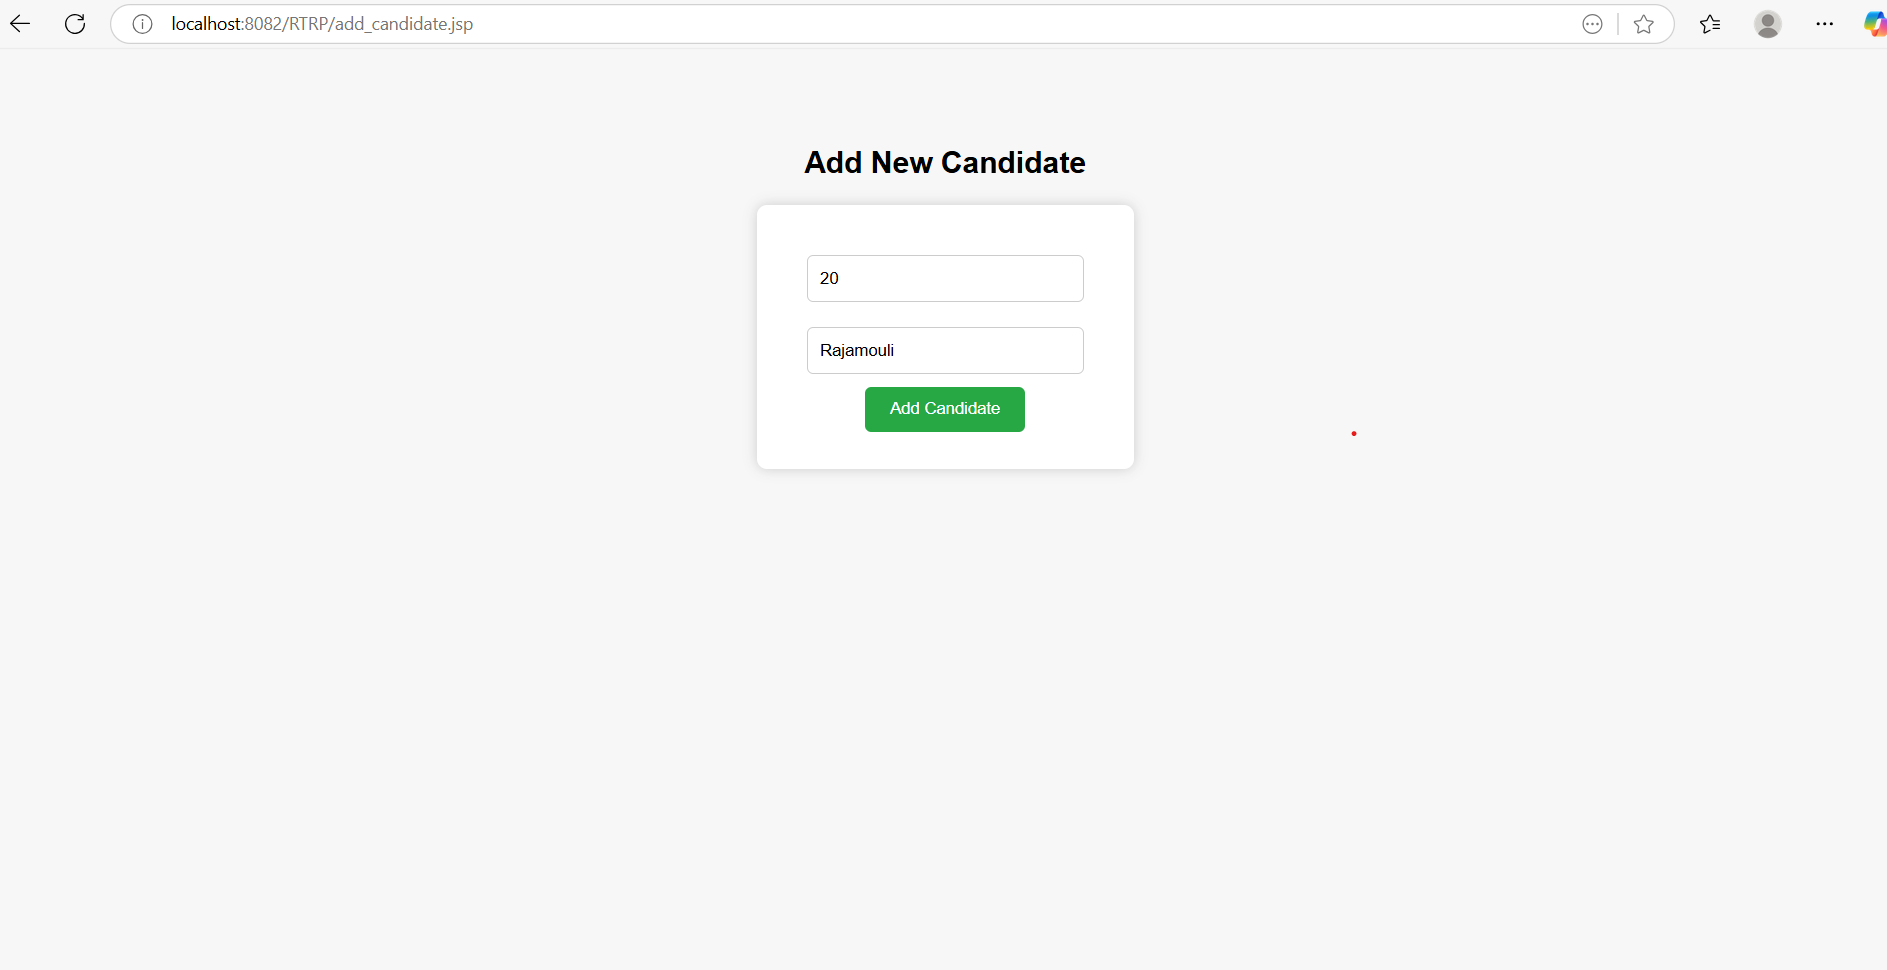 localhost:8082/RTRP/add_candidate.jsp
Add New Candidate
20
Rajamouli
Add Candidate